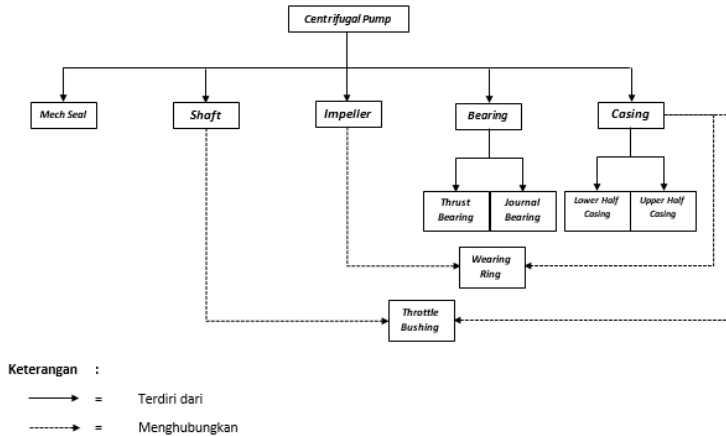 Centrifugal Pump
Mech Seal
Shaft
Impeller
Bearing
Casing
Thrust
Bearing
Journal
Bearing
Lower Half
Casing
Upper Half
Casing
Wearing
Ring
Throttle
Bushing
Keterangan :
= Terdiri dari
= Menghubungkan